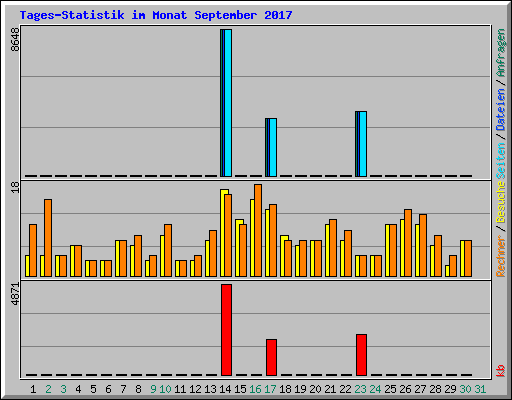 Tages-Statistik im Monat September 2017
8648
18
4871
Seiten / Dateien / Anfragen
Rechner / Besuche
kb
1 2 3 4 5 6 7 8 9 10 11 12 13 14 15 16 17 18 19 20 21 22 23 24 25 26 27 28 29 30 31